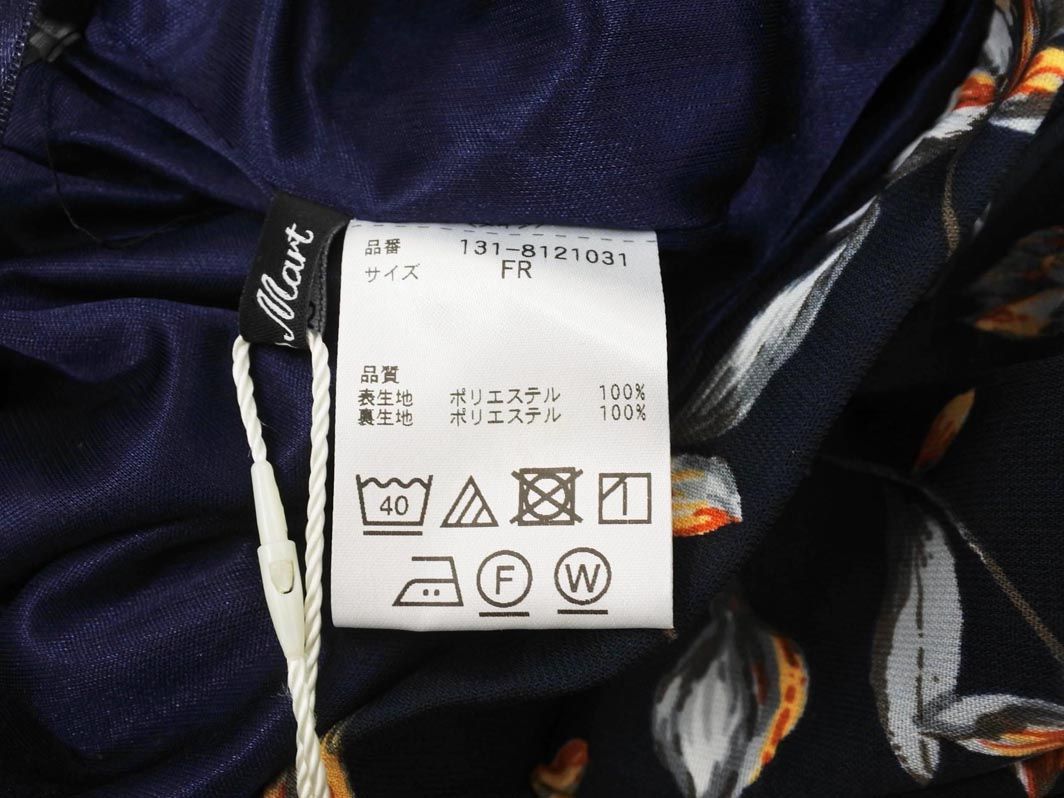 Mart
品番 131-8121031
サイズ FR
品質
表生地 ポリエステル 100%
裏生地 ポリエステル 100%
40
F
W